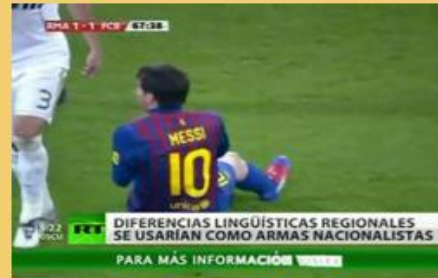 RMA 1 - 1 FCB 67:38
3
MESSI
10
unicef
RT
DIFERENCIAS LINGÜÍSTICAS REGIONALES
SE USARÍAN COMO ARMAS NACIONALISTAS
PARA MÁS INFORMACIÓN